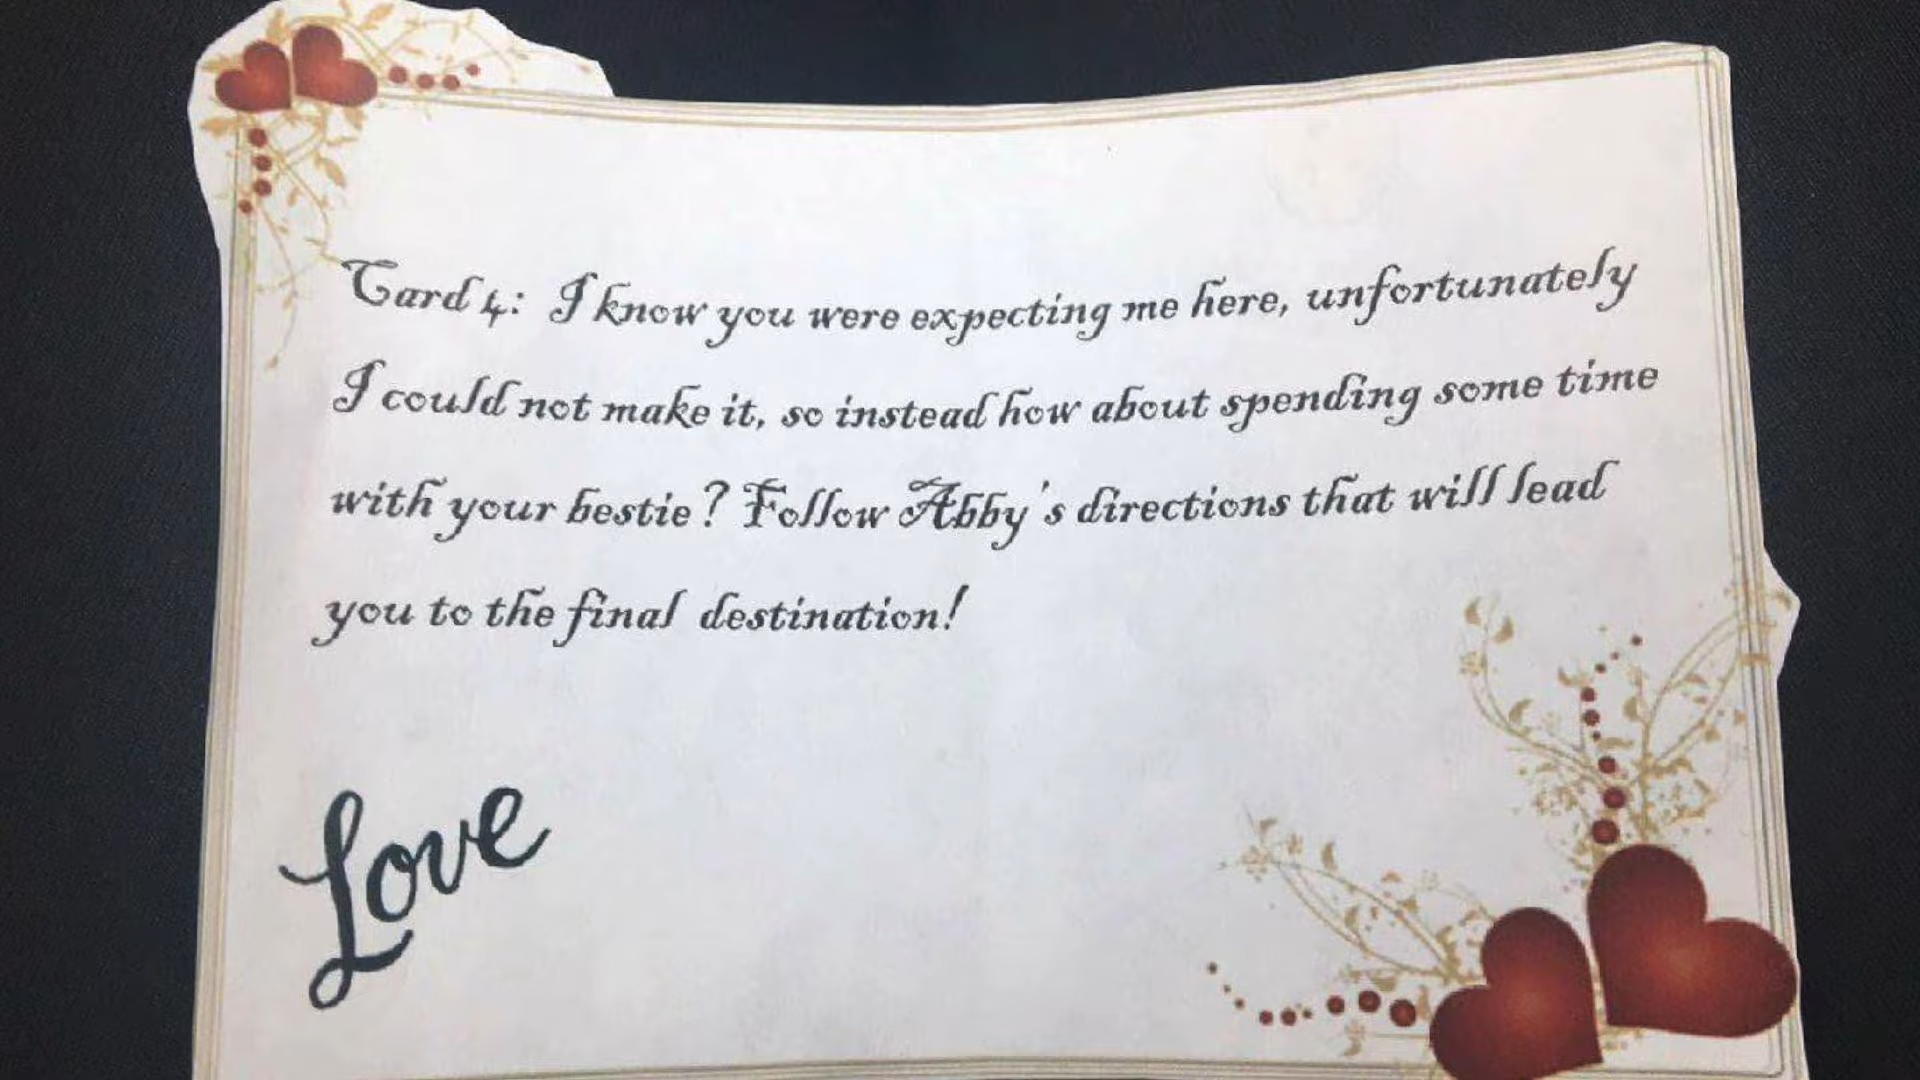 Card 4: I know you were expecting me here, unfortunately
I could not make it, so instead how about spending some time
with your bestie? Follow Abby's directions that will lead
you to the final destination!
Love